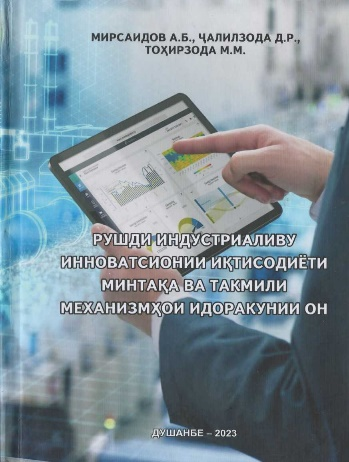 МИРСАИДОВ А.Б., ҶАЛИЛЗОДА Д.Р.,
ТОҲИРЗОДА М.М.
РУШДИ ИНДУСТРИАЛИВУ
ИННОВАТСИОНИИ ИҚТИСОДИЁТИ
МИНТАҚА ВА ТАКМИЛИ
МЕХАНИЗМҲОИ ИДОРАКУНИИ ОН
ДУШАНБЕ – 2023